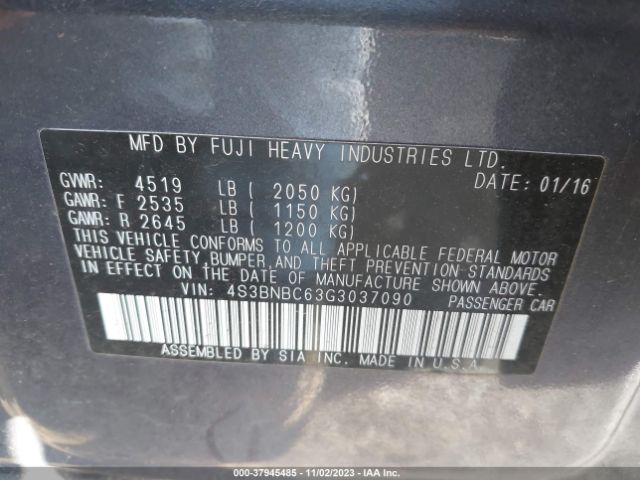 MFD BY FUJI HEAVY INDUSTRIES LTD.
DATE: 01/16
GVWR: 4519 LB ( 2050 KG)
GAWR: F 2535 LB ( 1150 KG)
GAWR: R 2645 LB ( 1200 KG)
THIS VEHICLE CONFORMS TO ALL APPLICABLE FEDERAL MOTOR
VEHICLE SAFETY, BUMPER, AND THEFT PREVENTION STANDARDS
IN EFFECT ON THE DATE OF MANUFACTURE SHOWN ABOVE.
VIN: 4S3BNBC63G3037090 PASSENGER CAR
ASSEMBLED BY SIA INC. MADE IN U.S.A
000-37945485 - 11/02/2023 - IAA Inc.